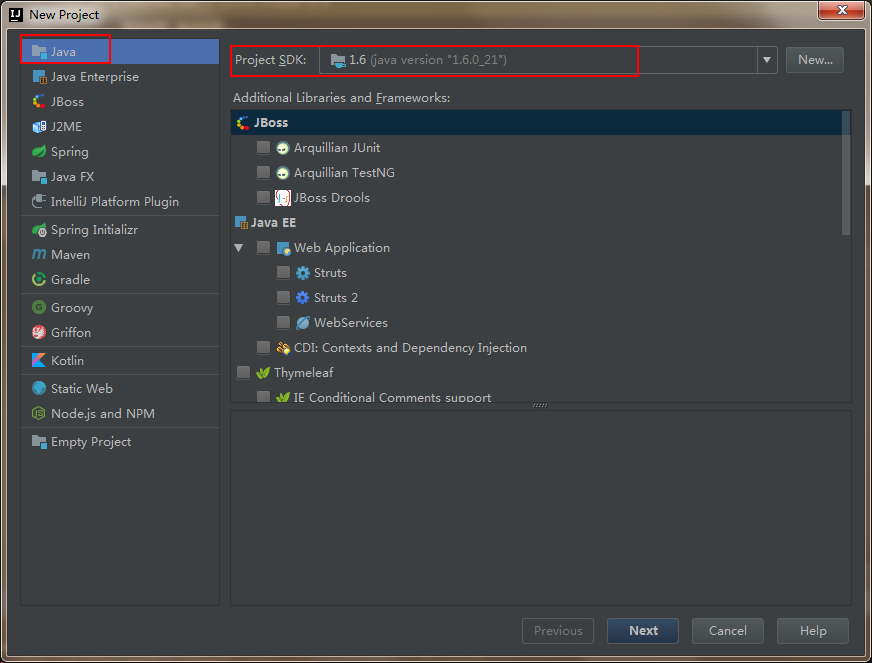 New Project
Java
Java Enterprise
JBoss
J2ME
Spring
Java FX
IntelliJ Platform Plugin
Spring Initializr
Maven
Gradle
Groovy
Griffon
Kotlin
Static Web
Node.js and NPM
Empty Project
Project SDK: 1.6 (java version "1.6.0_21") New...
Additional Libraries and Frameworks:
JBoss
Arquillian JUnit
Arquillian TestNG
JBoss Drools
Java EE
Web Application
Struts
Struts 2
WebServices
CDI: Contexts and Dependency Injection
Thymeleaf
IE Conditional Comments support
Previous Next Cancel Help